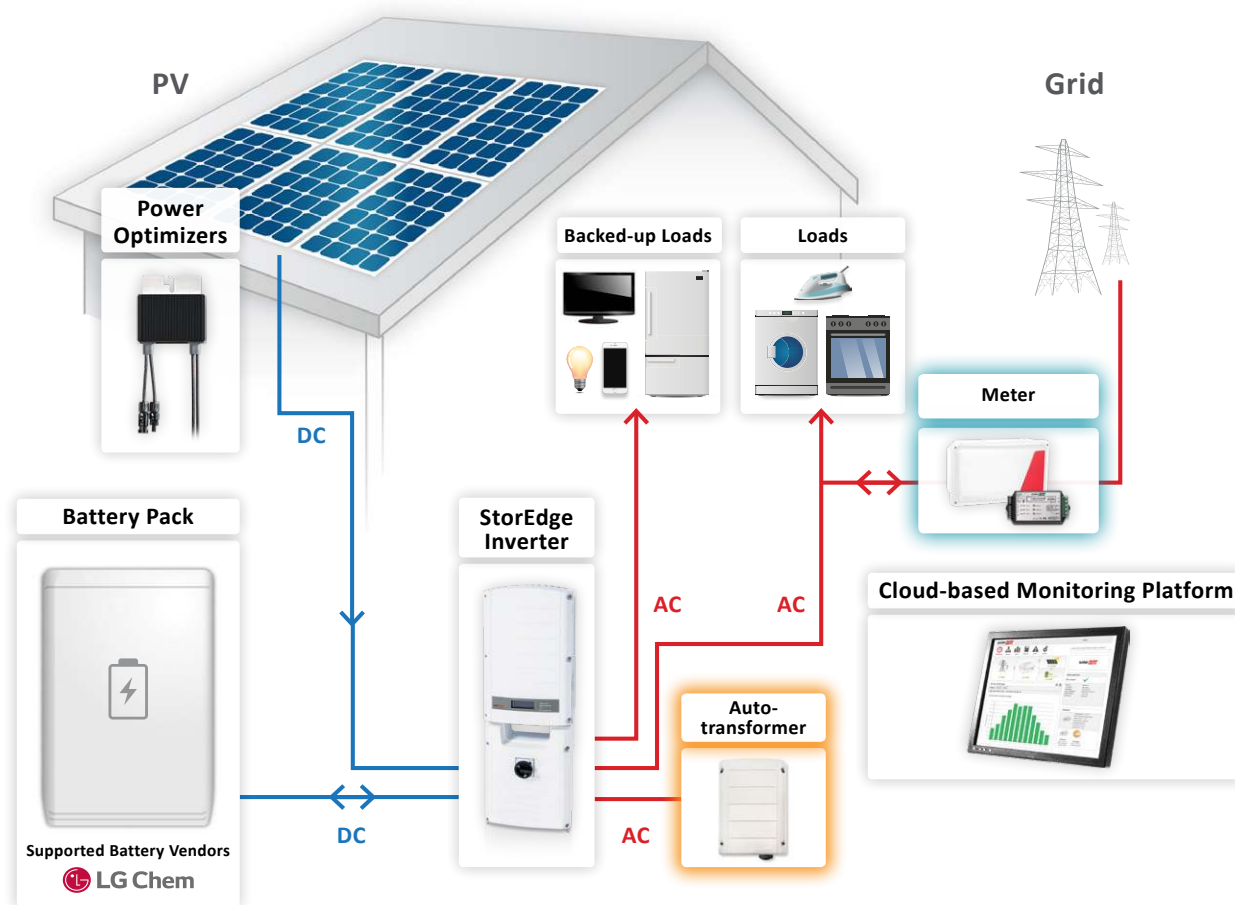 PV
Grid
Power
Optimizers
Backed-up Loads
Loads
Meter
DC
Battery Pack
StorEdge
Inverter
AC
AC
Cloud-based Monitoring Platform
Auto-
transformer
DC
AC
Supported Battery Vendors
LG Chem